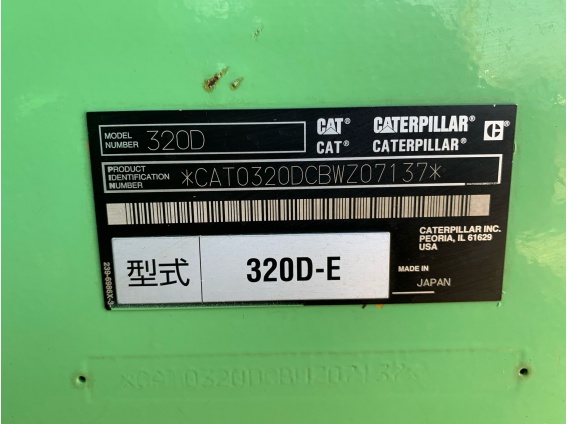 MODEL NUMBER 320D
CAT® CATERPILLAR® C®
CAT® CATERPILLAR®
PRODUCT IDENTIFICATION NUMBER *CAT0320DCBWZ07137*
CATERPILLAR INC.
PEORIA, IL 61629
USA
型式 320D-E
MADE IN
JAPAN
*CAT0320DCBWZ07137*